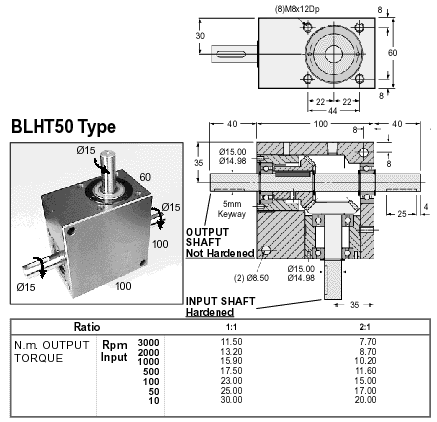 (8)M8x12Dp
8
30
60
22
22
44
8
BLHT50 Type
40
100
40
8
35
Ø15.00
Ø14.98
8
Ø15
60
Ø15
100
100
Ø15
5mm
Keyway
OUTPUT
SHAFT
Not Hardened
25
4
(2) Ø8.50
Ø15.00
Ø14.98
INPUT SHAFT
Hardened
35
Ratio 1:1 2:1
N.m. OUTPUT TORQUE Rpm Input
3000 11.50 7.70
2000 13.20 8.70
1000 15.90 10.20
500 17.50 11.60
100 23.00 15.00
50 25.00 17.00
10 30.00 20.00